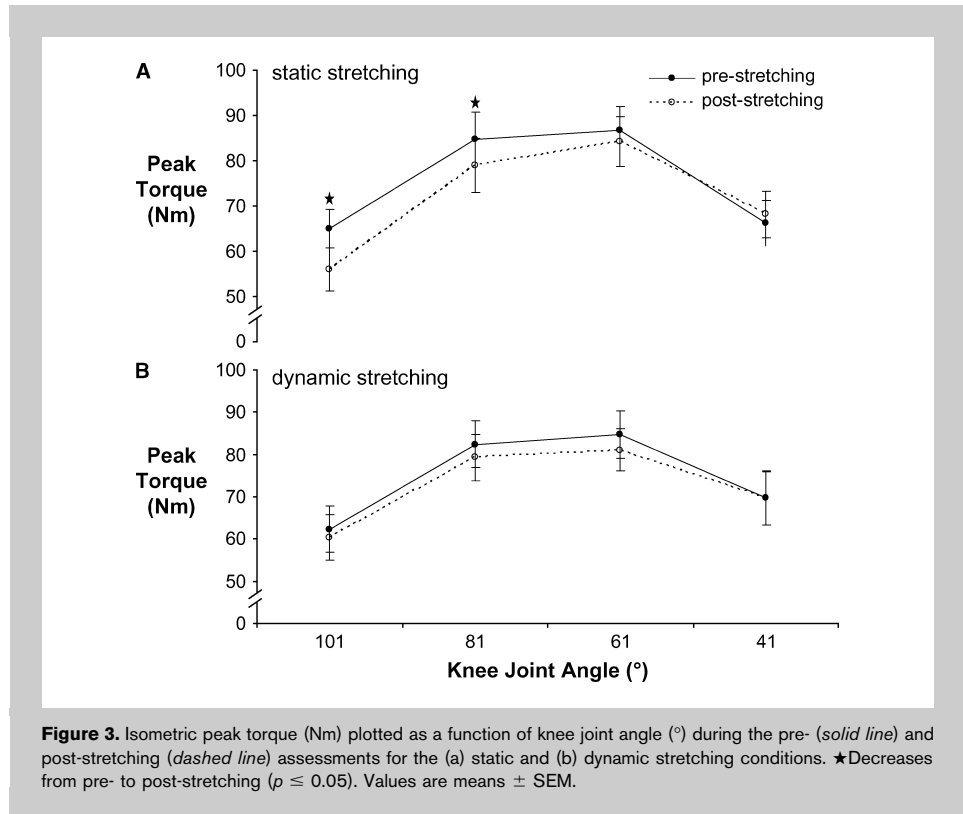 A
static stretching
pre-stretching
post-stretching
100
90
80
70
60
50
0
Peak
Torque
(Nm)
B
dynamic stretching
100
90
80
70
60
50
0
Peak
Torque
(Nm)
101 81 61 41
Knee Joint Angle (°)
Figure 3. Isometric peak torque (Nm) plotted as a function of knee joint angle (°) during the pre- (solid line) and
post-stretching (dashed line) assessments for the (a) static and (b) dynamic stretching conditions. ★Decreases
from pre- to post-stretching (p ≤ 0.05). Values are means ± SEM.